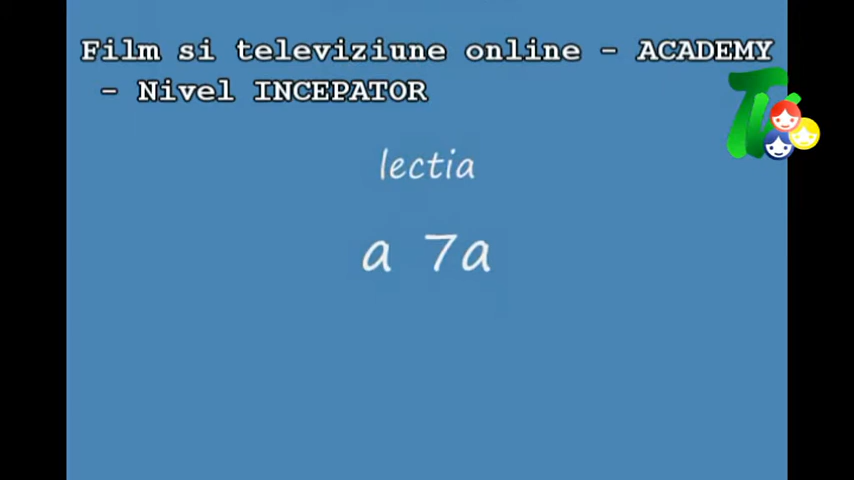 Film si televiziune online - ACADEMY
- Nivel INCEPATOR
lectia
a 7a